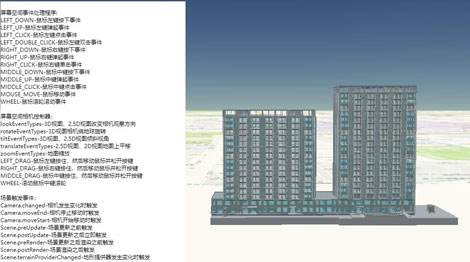 屏幕空间事件处理程序:
LEFT_DOWN-鼠标左键按下事件
LEFT_UP-鼠标左键弹起事件
LEFT_CLICK-鼠标左键点击事件
LEFT_DOUBLE_CLICK-鼠标左键双击事件
RIGHT_DOWN-鼠标右键按下事件
RIGHT_UP-鼠标右键弹起事件
RIGHT_CLICK-鼠标右键单击事件
MIDDLE_DOWN-鼠标中键按下事件
MIDDLE_UP-鼠标中键弹起事件
MIDDLE_CLICK-鼠标中键点击事件
MOUSE_MOVE-鼠标移动事件
WHEEL-鼠标滚轮滚动事件
屏幕空间相机控制器:
lookEventTypes-3D视图、2.5D视图改变相机观察方向
rotateEventTypes-3D视图相机绕地球旋转
tiltEventTypes-3D视图、2.5D视图倾斜视角
translateEventTypes-2.5D视图、2D视图地图上平移
zoomEventTypes-地图缩放
LEFT_DRAG-鼠标左键按住，然后移动鼠标并松开按键
RIGHT_DRAG-鼠标右键按住，然后移动鼠标并松开按键
MIDDLE_DRAG-鼠标中键按住，然后移动鼠标并松开按键
WHEEL-滚动鼠标中键滚轮
场景触发事件:
Camera.changed-相机发生变化时触发
Camera.moveEnd-相机停止移动时触发
Camera.moveStart-相机开始移动时触发
Scene.preUpdate-场景更新之前触发
Scene.postUpdate-场景更新之后立即触发
Scene.preRender-场景更新之后渲染之前触发
Scene.postRender-场景渲染之后触发
Scene.terrainProviderChanged-地形提供器发生变化时触发